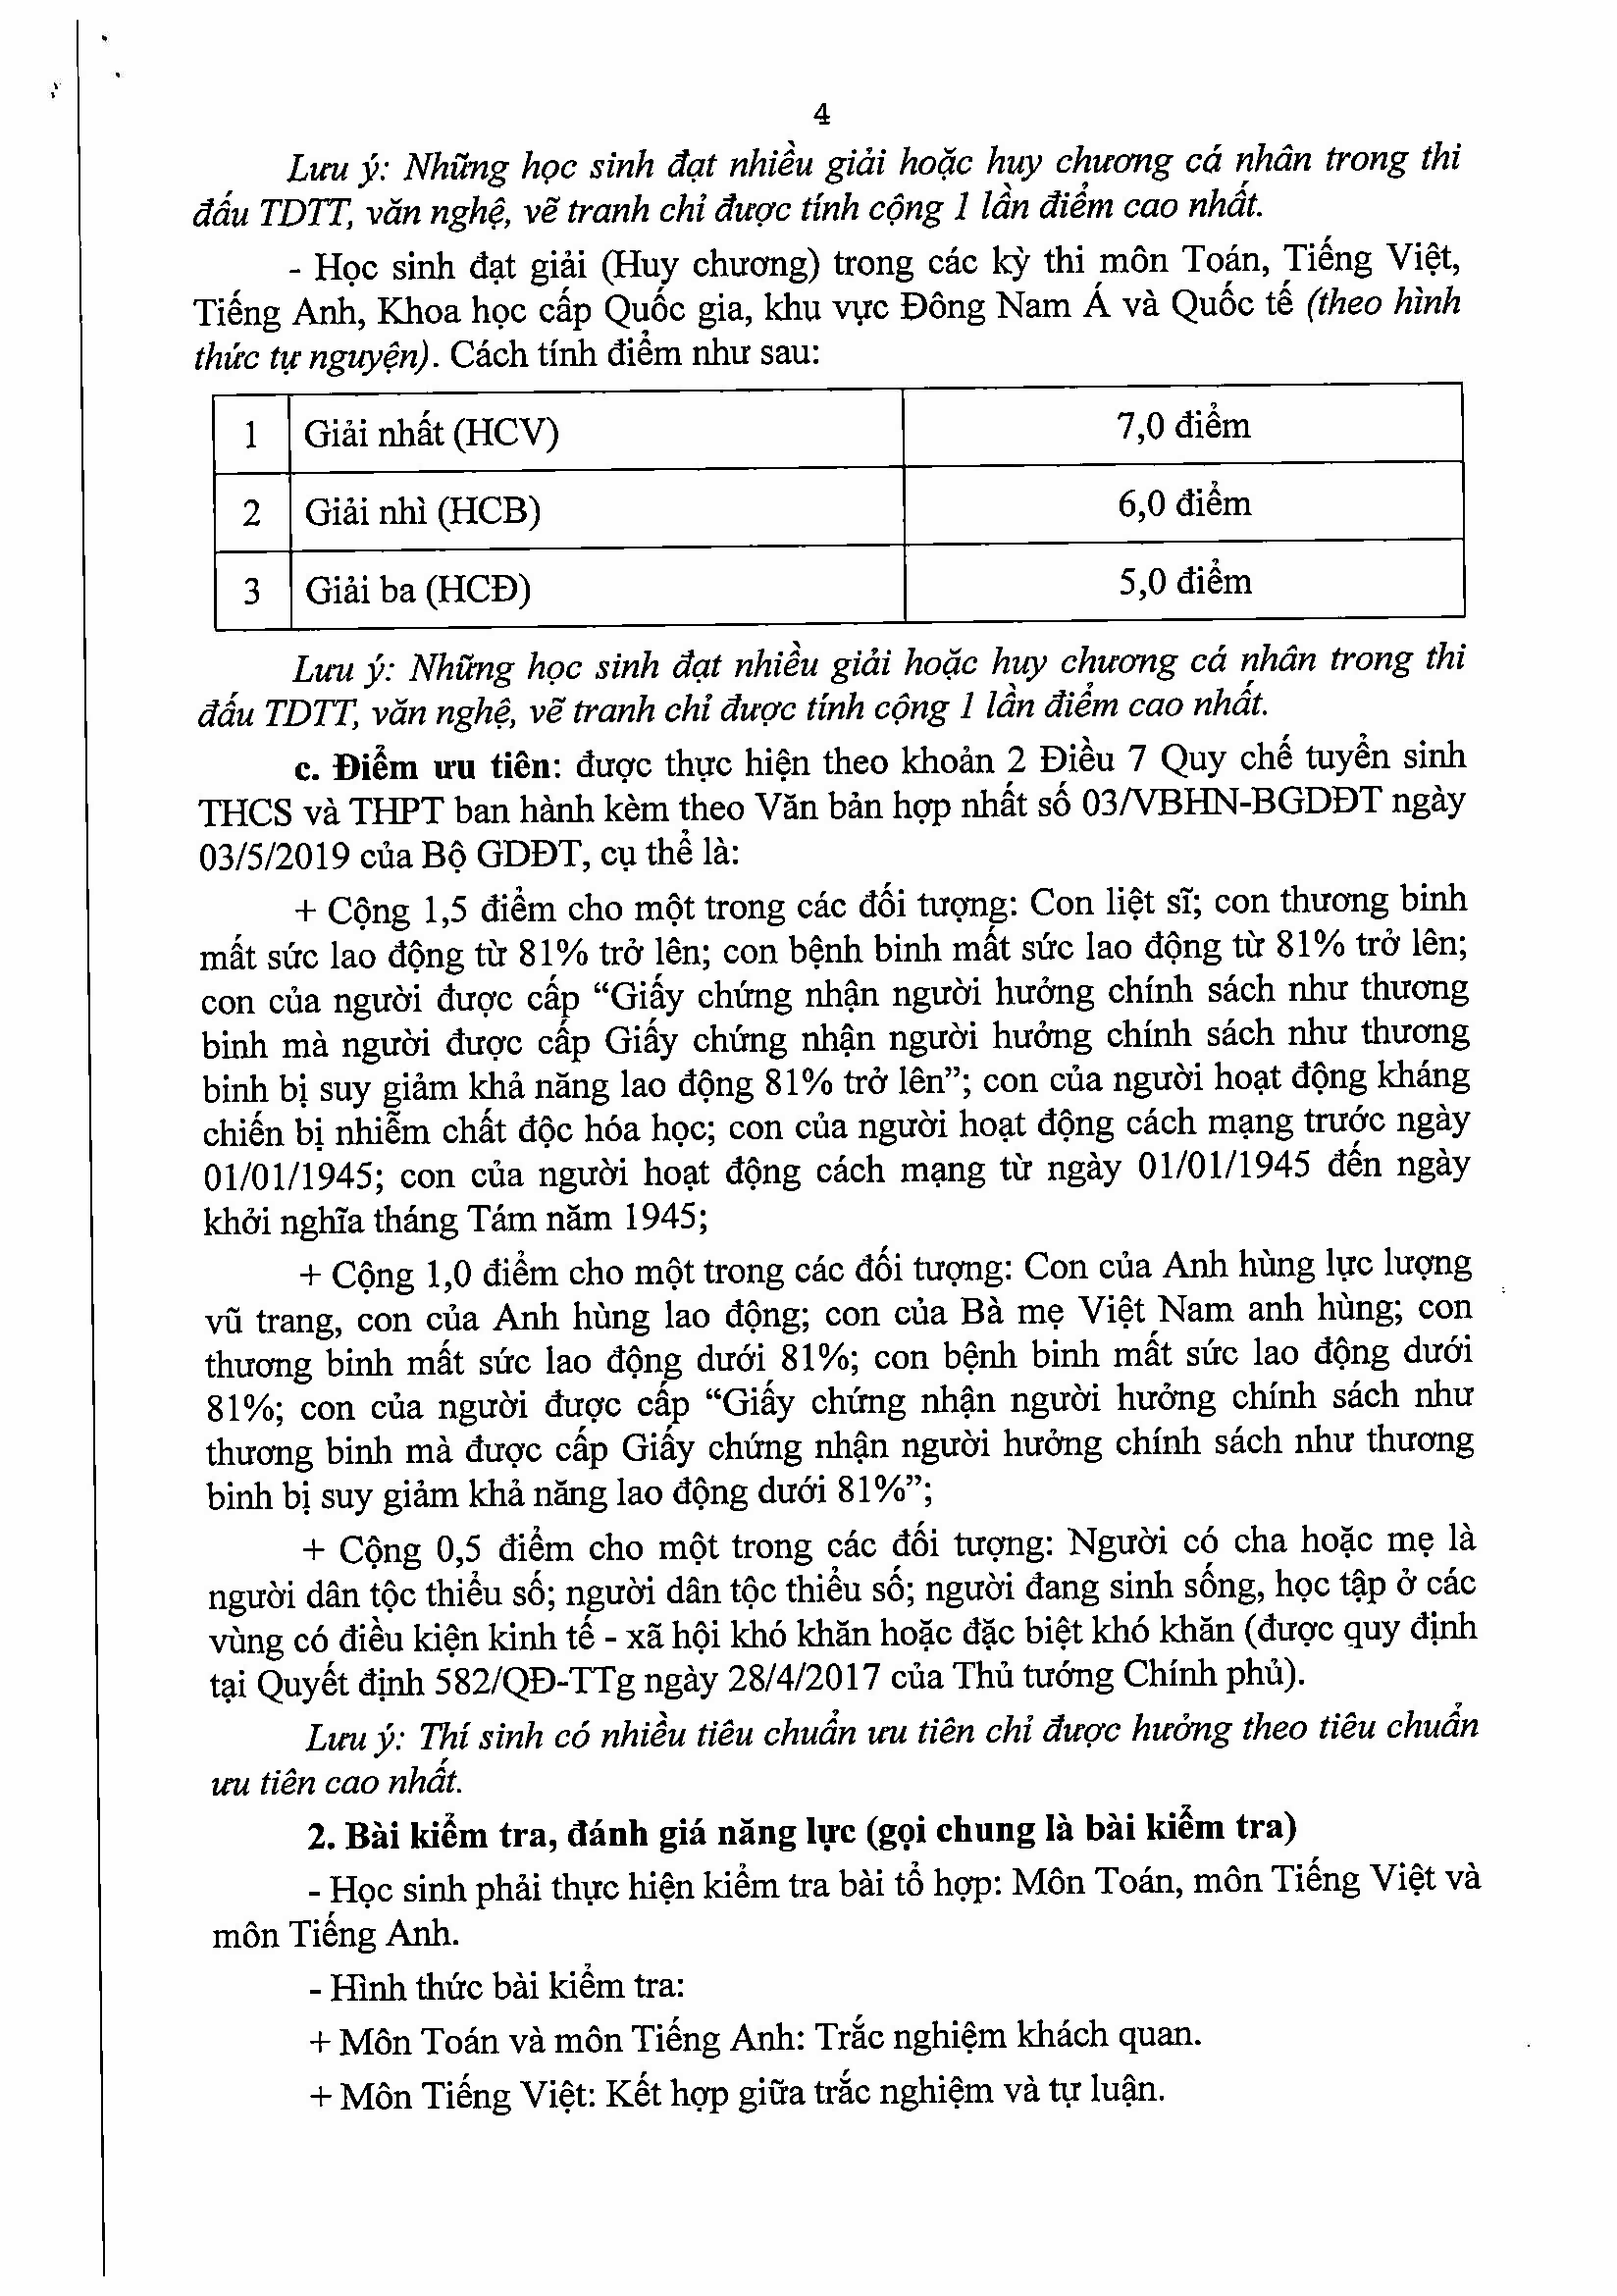 4
Lưu ý: Những học sinh đạt nhiều giải hoặc huy chương cá nhân trong thi
đấu TDTT, văn nghệ, vẽ tranh chỉ được tính cộng 1 lần điểm cao nhất.
- Học sinh đạt giải (Huy chương) trong các kỳ thi môn Toán, Tiếng Việt,
Tiếng Anh, Khoa học cấp Quốc gia, khu vực Đông Nam Á và Quốc tế (theo hình
thức tự nguyện). Cách tính điểm như sau:
1 Giải nhất (HCV) 7,0 điểm
2 Giải nhì (HCB) 6,0 điểm
3 Giải ba (HCĐ) 5,0 điểm
Lưu ý: Những học sinh đạt nhiều giải hoặc huy chương cá nhân trong thi
đấu TDTT, văn nghệ, vẽ tranh chỉ được tính cộng 1 lần điểm cao nhất.
c. Điểm ưu tiên: được thực hiện theo khoản 2 Điều 7 Quy chế tuyển sinh
THCS và THPT ban hành kèm theo Văn bản hợp nhất số 03/VBHN-BGDĐT ngày
03/5/2019 của Bộ GDĐT, cụ thể là:
+ Cộng 1,5 điểm cho một trong các đối tượng: Con liệt sĩ; con thương binh
mất sức lao động từ 81% trở lên; con bệnh binh mất sức lao động từ 81% trở lên;
con của người được cấp “Giấy chứng nhận người hưởng chính sách như thương
binh mà người được cấp Giấy chứng nhận người hưởng chính sách như thương
binh bị suy giảm khả năng lao động 81% trở lên”; con của người hoạt động kháng
chiến bị nhiễm chất độc hóa học; con của người hoạt động cách mạng trước ngày
01/01/1945; con của người hoạt động cách mạng từ ngày 01/01/1945 đến ngày
khởi nghĩa tháng Tám năm 1945;
+ Cộng 1,0 điểm cho một trong các đối tượng: Con của Anh hùng lực lượng
vũ trang, con của Anh hùng lao động; con của Bà mẹ Việt Nam anh hùng; con
thương binh mất sức lao động dưới 81%; con bệnh binh mất sức lao động dưới
81%; con của người được cấp “Giấy chứng nhận người hưởng chính sách như
thương binh mà được cấp Giấy chứng nhận người hưởng chính sách như thương
binh bị suy giảm khả năng lao động dưới 81%”;
+ Cộng 0,5 điểm cho một trong các đối tượng: Người có cha hoặc mẹ là
người dân tộc thiểu số; người dân tộc thiểu số; người đang sinh sống, học tập ở các
vùng có điều kiện kinh tế - xã hội khó khăn hoặc đặc biệt khó khăn (được quy định
tại Quyết định 582/QĐ-TTg ngày 28/4/2017 của Thủ tướng Chính phủ).
Lưu ý: Thí sinh có nhiều tiêu chuẩn ưu tiên chỉ được hưởng theo tiêu chuẩn
ưu tiên cao nhất.
2. Bài kiểm tra, đánh giá năng lực (gọi chung là bài kiểm tra)
- Học sinh phải thực hiện kiểm tra bài tổ hợp: Môn Toán, môn Tiếng Việt và
môn Tiếng Anh.
- Hình thức bài kiểm tra:
+ Môn Toán và môn Tiếng Anh: Trắc nghiệm khách quan.
+ Môn Tiếng Việt: Kết hợp giữa trắc nghiệm và tự luận.